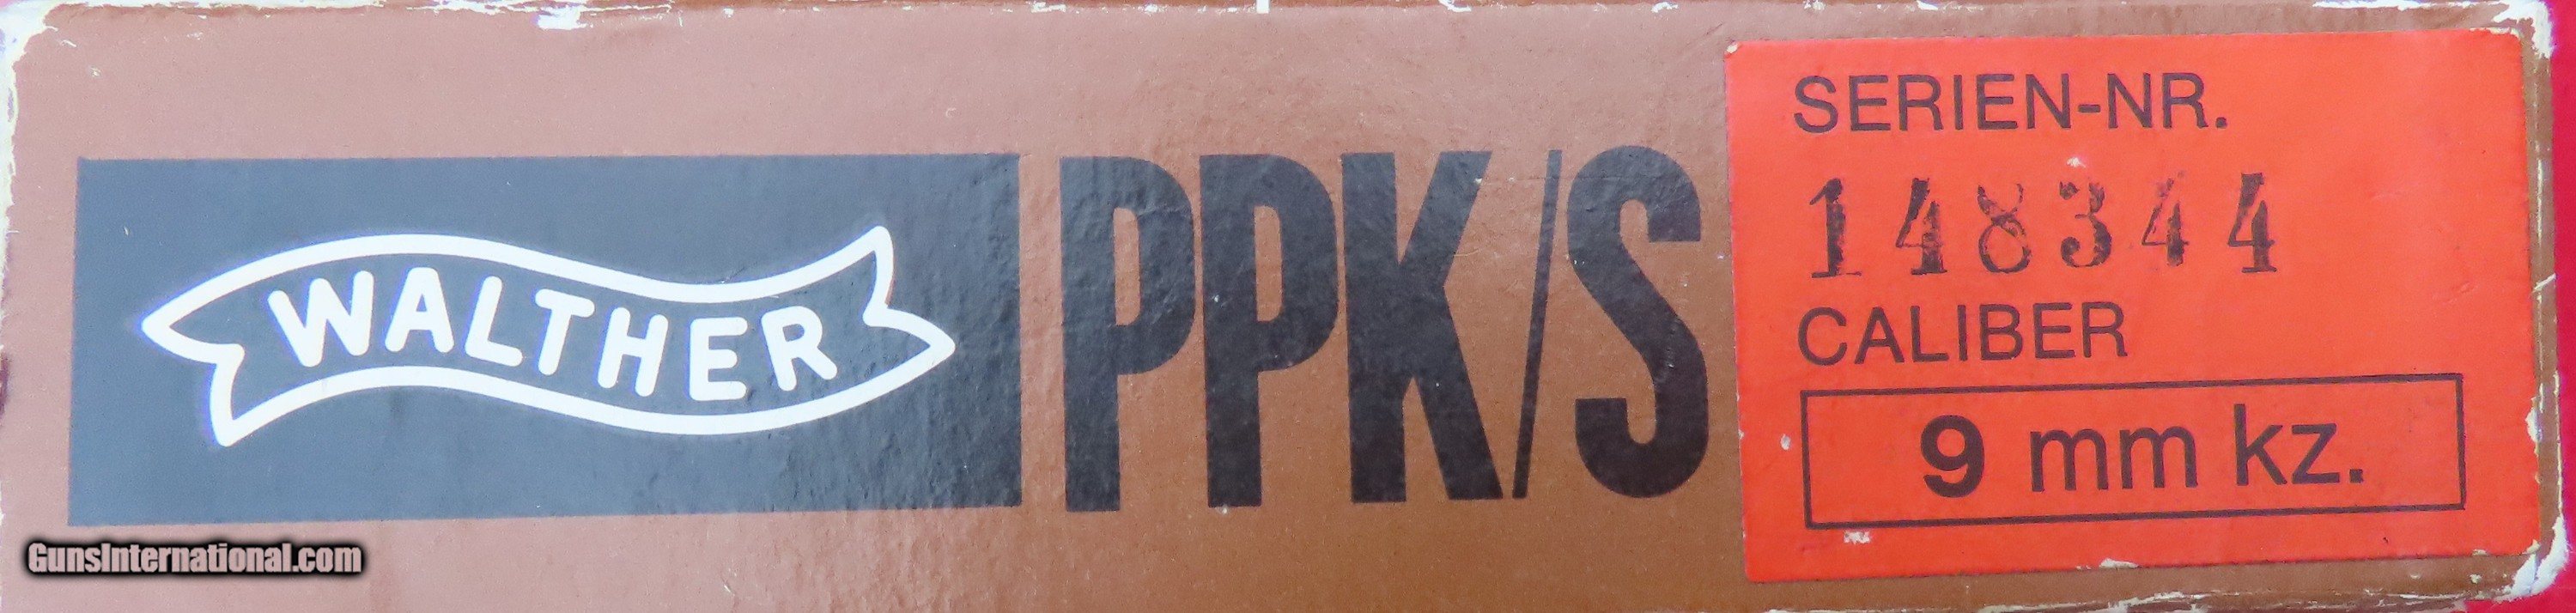 WALTHER
PPK/S
SERIEN-NR.
148344
CALIBER
9 mm kz.
GunsInternational.com